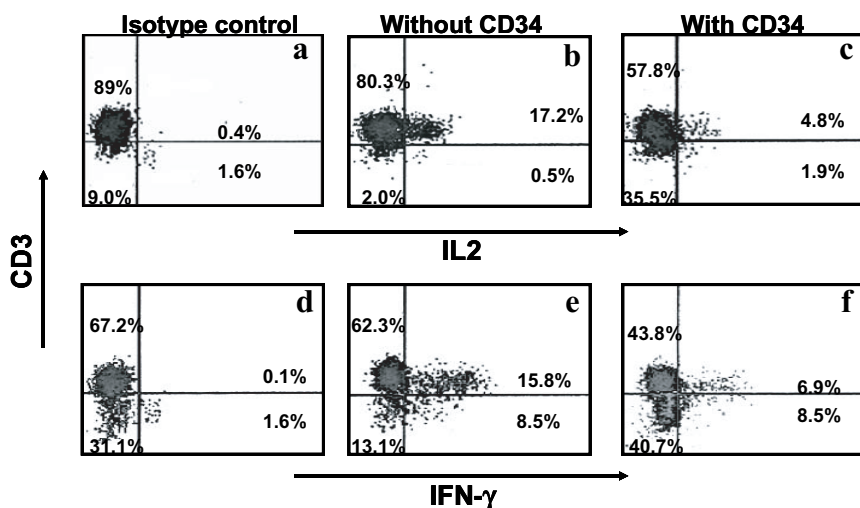 Isotype control Without CD34 With CD34
a b c
89% 80.3% 57.8%
0.4% 17.2% 4.8%
1.6% 0.5% 1.9%
9.0% 2.0% 35.5%
CD3
IL2
d e f
67.2% 62.3% 43.8%
0.1% 15.8% 6.9%
1.6% 8.5% 8.5%
31.1% 13.1% 40.7%
IFN-γ